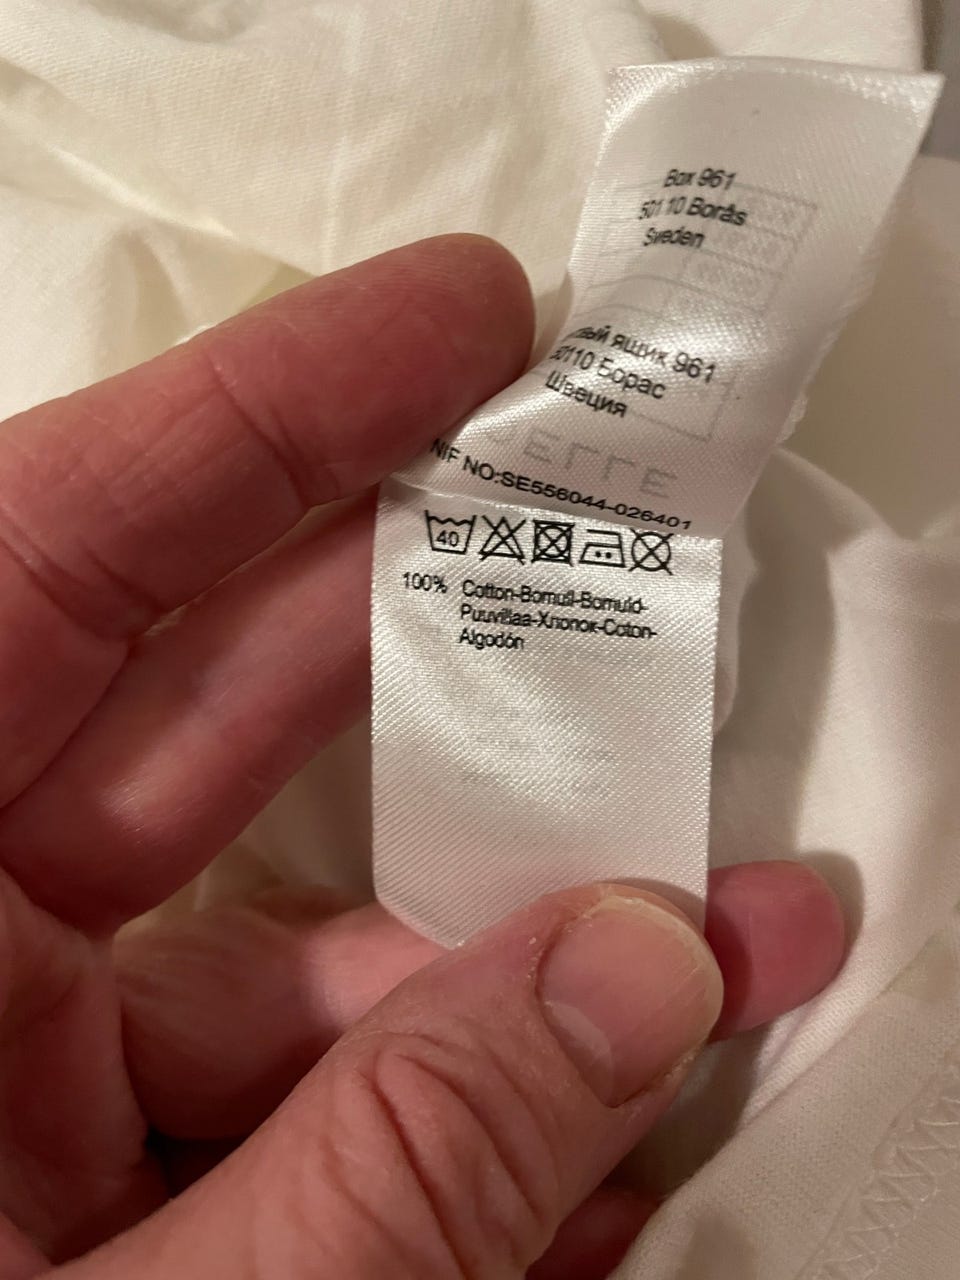 Box 961
501 10 Borås
Sweden
ящик 961
50110 Борас
Швеция
NIF NO:SE556044-026401
40
100% Cotton-Bomull-Bomuld-
Puuvillaa-Хлопок-Coton-
Algodón